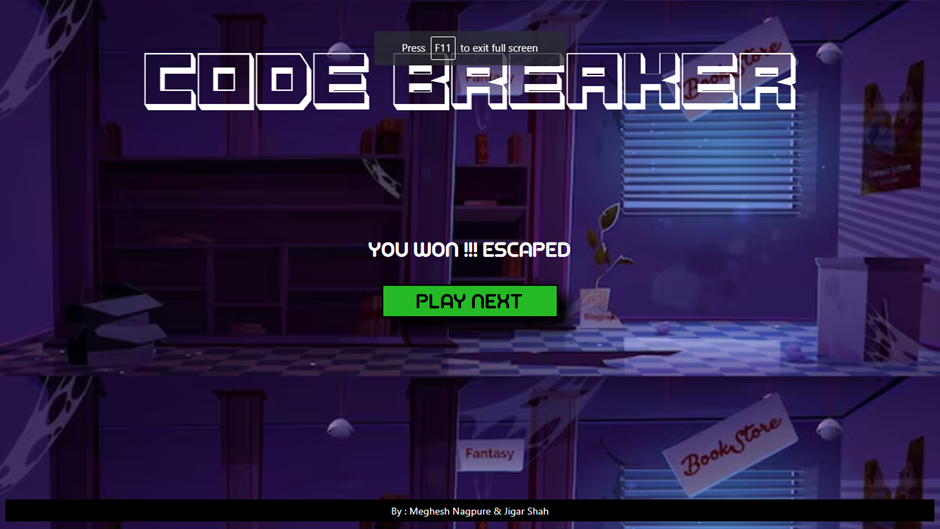 Press F11 to exit full screen
CODE BREAKER
Fantasy
Book Store
YOU WON !!! ESCAPED
PLAY NEXT
Fantasy
Book Store
By : Meghesh Nagpure & Jigar Shah